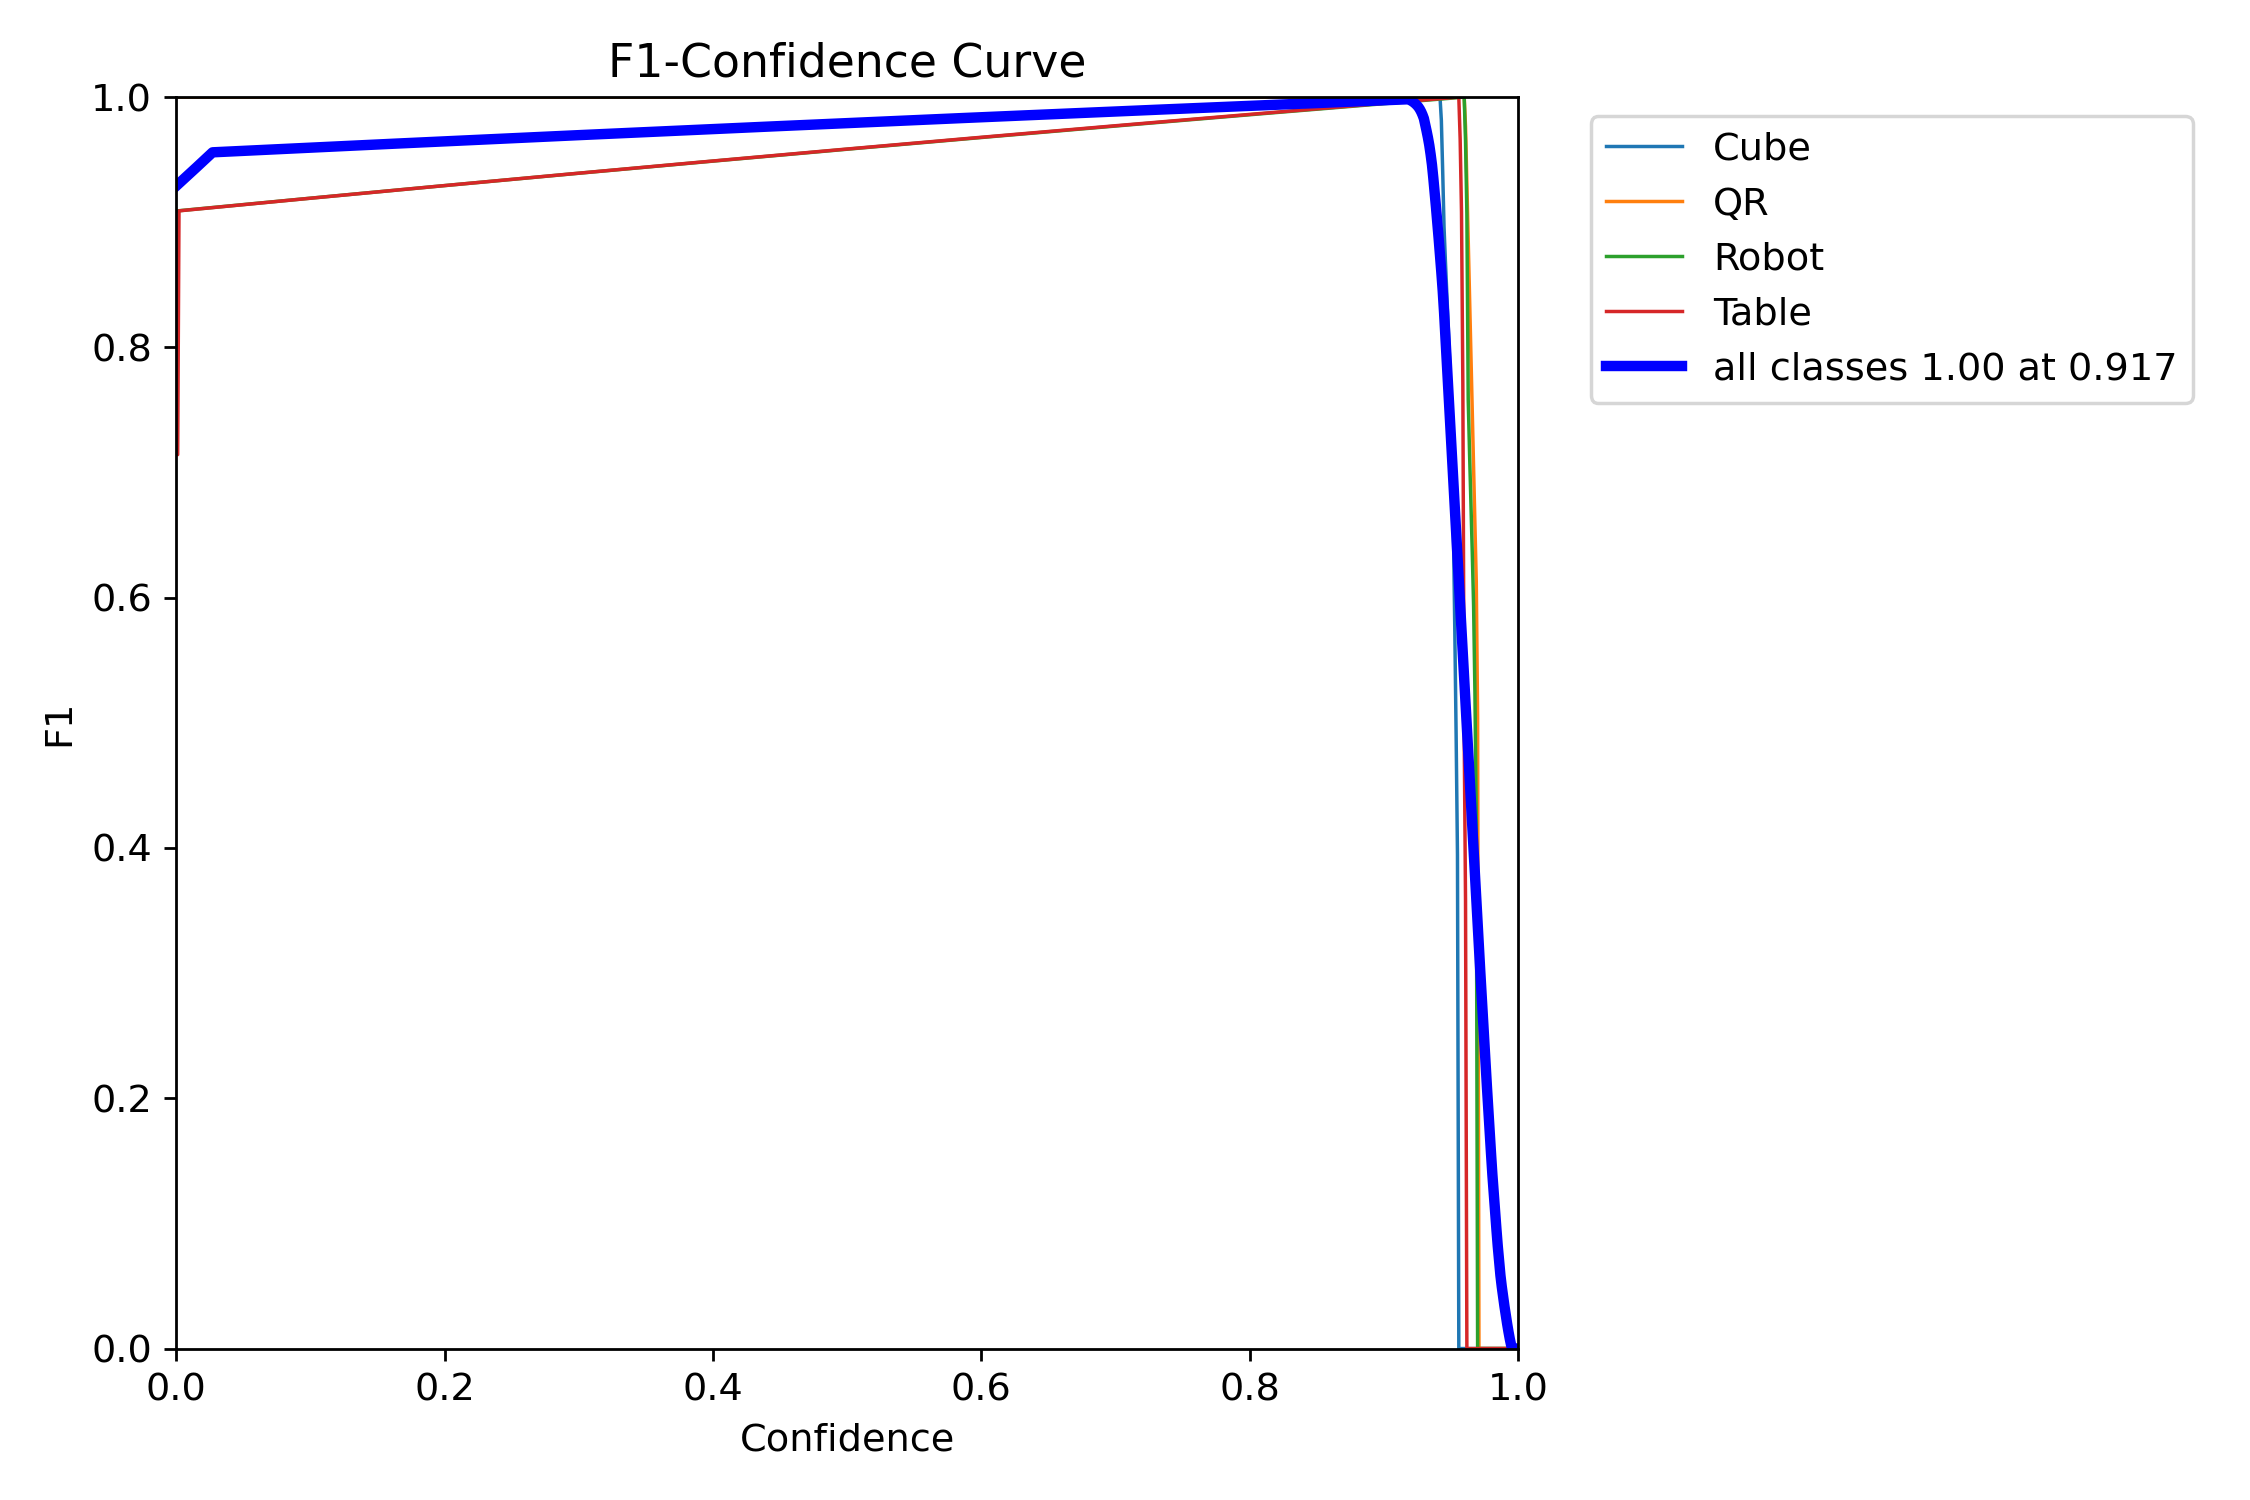 F1-Confidence Curve
1.0
0.8
0.6
0.4
0.2
0.0
F1
0.0 0.2 0.4 0.6 0.8 1.0
Confidence
Cube
QR
Robot
Table
all classes 1.00 at 0.917